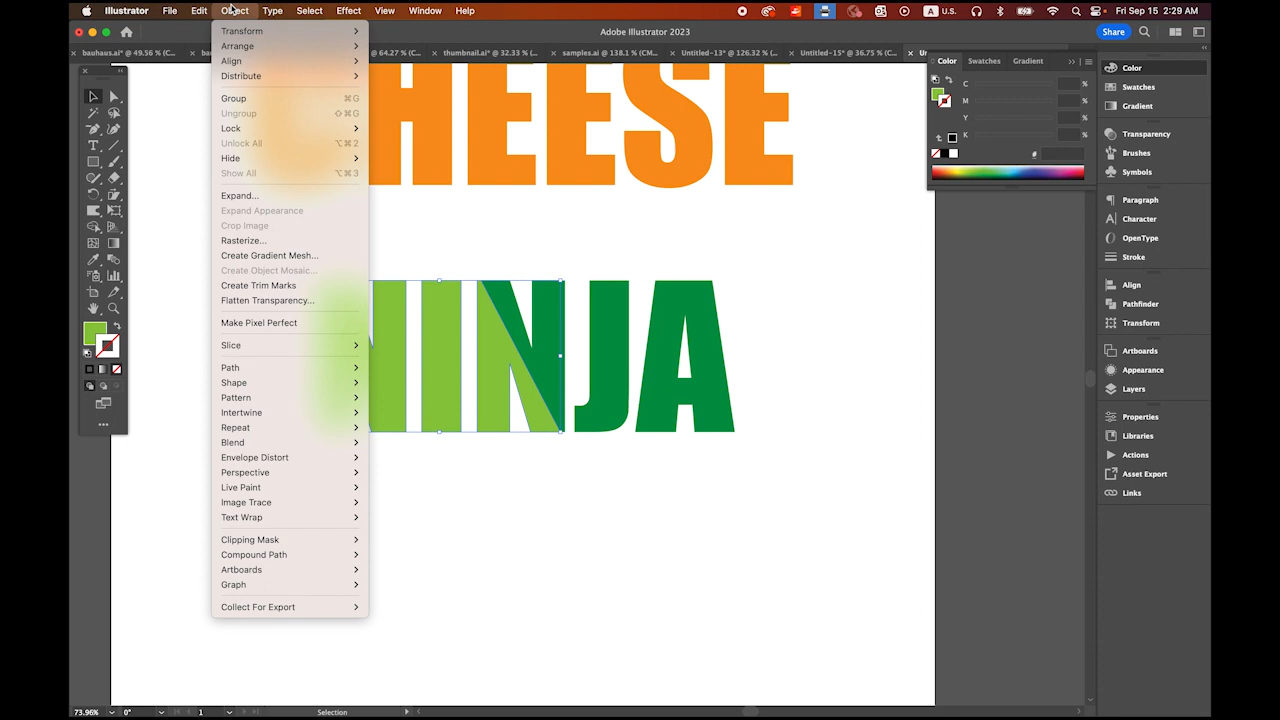 Illustrator File Edit Object Type Select Effect View Window Help A U.S. Fri Sep 15 2:29 AM
Adobe Illustrator 2023 Share
bauhaus.ai* @ 49.56 % (C... ba 64.27 % (CM... thumbnail.ai* @ 32.33 % (... samples.ai @ 138.1 % (CM... Untitled-13* @ 126.32 % (... Untitled-15* @ 36.75 % (C... Un
Transform
Arrange
Align
Distribute
Group ⌘G
Ungroup ⇧⌘G
Lock
Unlock All ⌥⌘2
Hide
Show All ⌥⌘3
Expand...
Expand Appearance
Crop Image
Rasterize...
Create Gradient Mesh...
Create Object Mosaic...
Create Trim Marks
Flatten Transparency...
Make Pixel Perfect
Slice
Path
Shape
Pattern
Intertwine
Repeat
Blend
Envelope Distort
Perspective
Live Paint
Image Trace
Text Wrap
Clipping Mask
Compound Path
Artboards
Graph
Collect For Export
HEESE
NINJA
Color Swatches Gradient
C %
M %
Y %
K %
#
Color
Swatches
Gradient
Transparency
Brushes
Symbols
Paragraph
Character
OpenType
Stroke
Align
Pathfinder
Transform
Artboards
Appearance
Layers
Properties
Libraries
Actions
Asset Export
Links
73.96% 0° 1 Selection